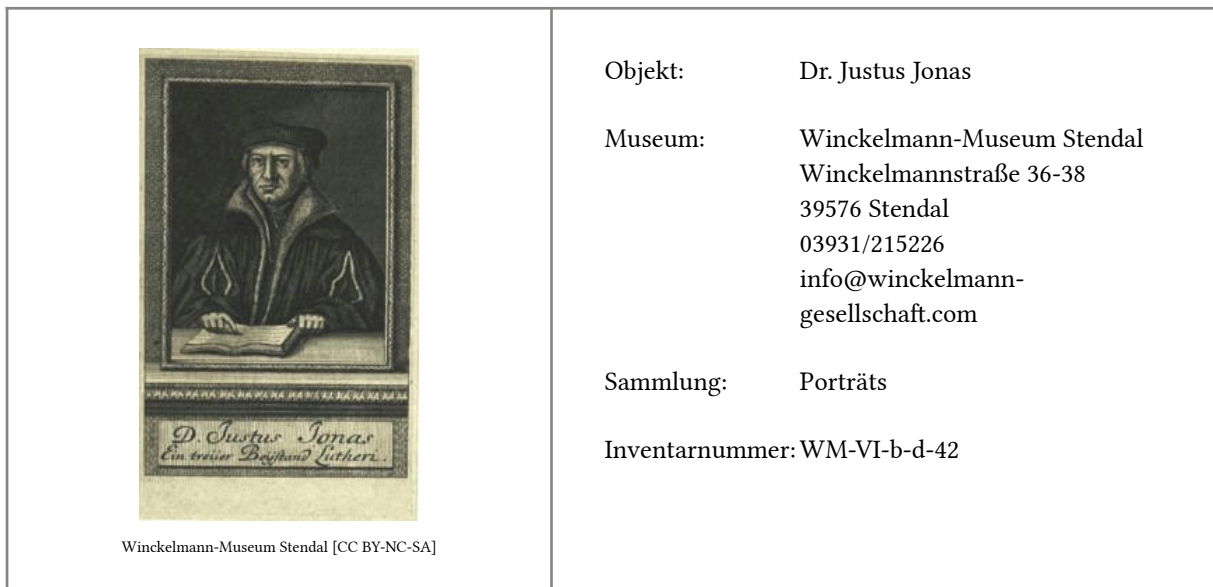 D. Justus Jonas
Ein treüer Beÿstand Lutheri.
Winckelmann-Museum Stendal [CC BY-NC-SA]
Objekt: Dr. Justus Jonas
Museum: Winckelmann-Museum Stendal
Winckelmannstraße 36-38
39576 Stendal
03931/215226
info@winckelmann-
gesellschaft.com
Sammlung: Porträts
Inventarnummer: WM-VI-b-d-42